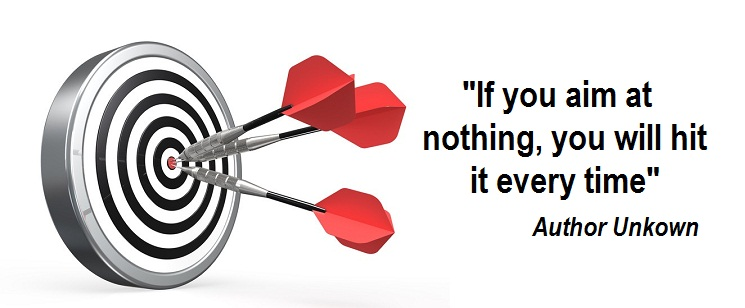 "If you aim at
nothing, you will hit
it every time"
Author Unkown